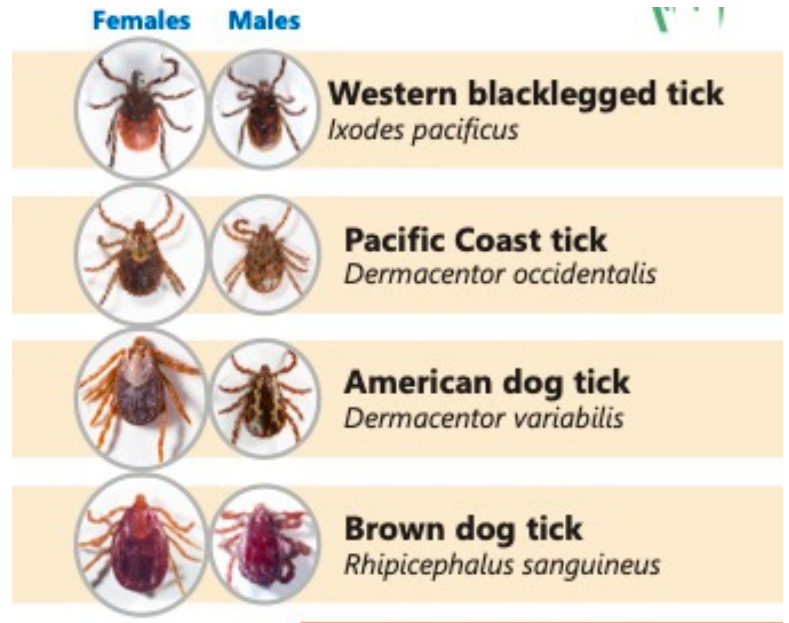 Females Males
Western blacklegged tick
Ixodes pacificus
Pacific Coast tick
Dermacentor occidentalis
American dog tick
Dermacentor variabilis
Brown dog tick
Rhipicephalus sanguineus